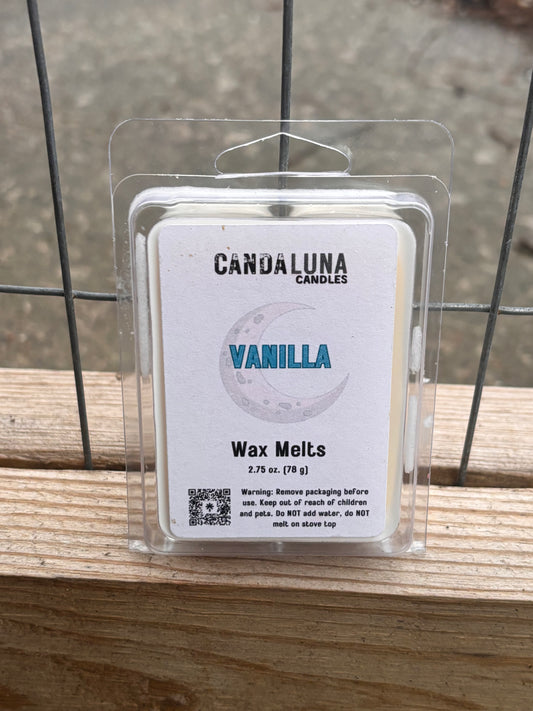 CANDALUNA
CANDLES
VANILLA
Wax Melts
2.75 oz. (78 g)
Warning: Remove packaging before
use. Keep out of reach of children
and pets. Do NOT add water, do NOT
melt on stove top